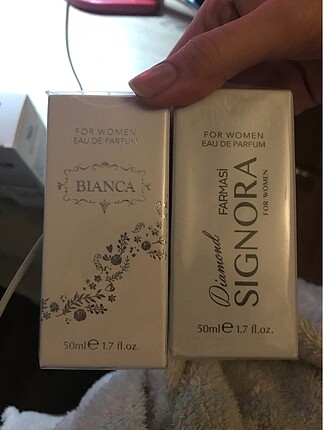 FOR WOMEN
EAU DE PARFUM
BIANCA
50ml e 1.7 fl.oz.
FOR WOMEN
EAU DE PARFUM
Diamond
FARMASİ
SIGNORA
FOR WOMEN
50ml e 1.7 fl.oz.